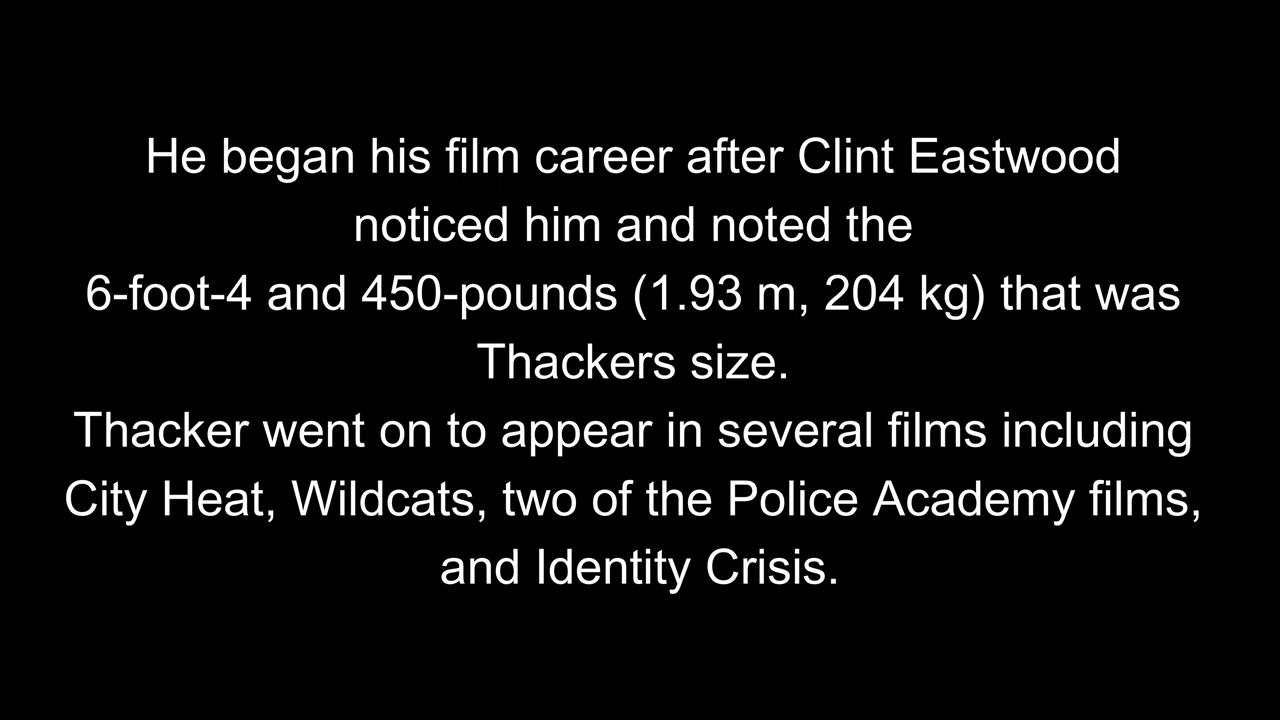 He began his film career after Clint Eastwood
noticed him and noted the
6-foot-4 and 450-pounds (1.93 m, 204 kg) that was
Thackers size.
Thacker went on to appear in several films including
City Heat, Wildcats, two of the Police Academy films,
and Identity Crisis.